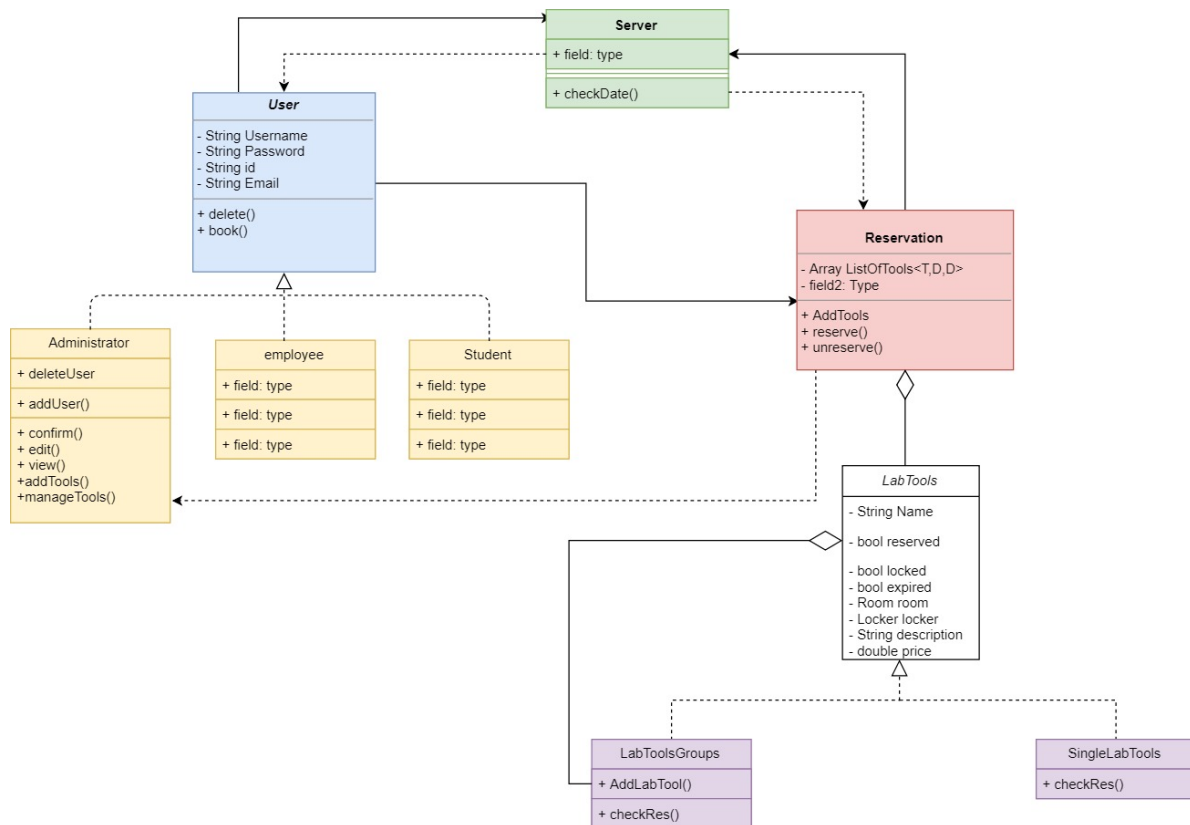 Server
+ field: type
+ checkDate()
User
- String Username
- String Password
- String id
- String Email
+ delete()
+ book()
Reservation
- Array ListOfTools<T,D,D>
- field2: Type
+ AddTools
+ reserve()
+ unreserve()
Administrator
+ deleteUser
+ addUser()
+ confirm()
+ edit()
+ view()
+addTools()
+manageTools()
employee
+ field: type
+ field: type
+ field: type
Student
+ field: type
+ field: type
+ field: type
LabTools
- String Name
- bool reserved
- bool locked
- bool expired
- Room room
- Locker locker
- String description
- double price
LabToolsGroups
+ AddLabTool()
+ checkRes()
SingleLabTools
+ checkRes()